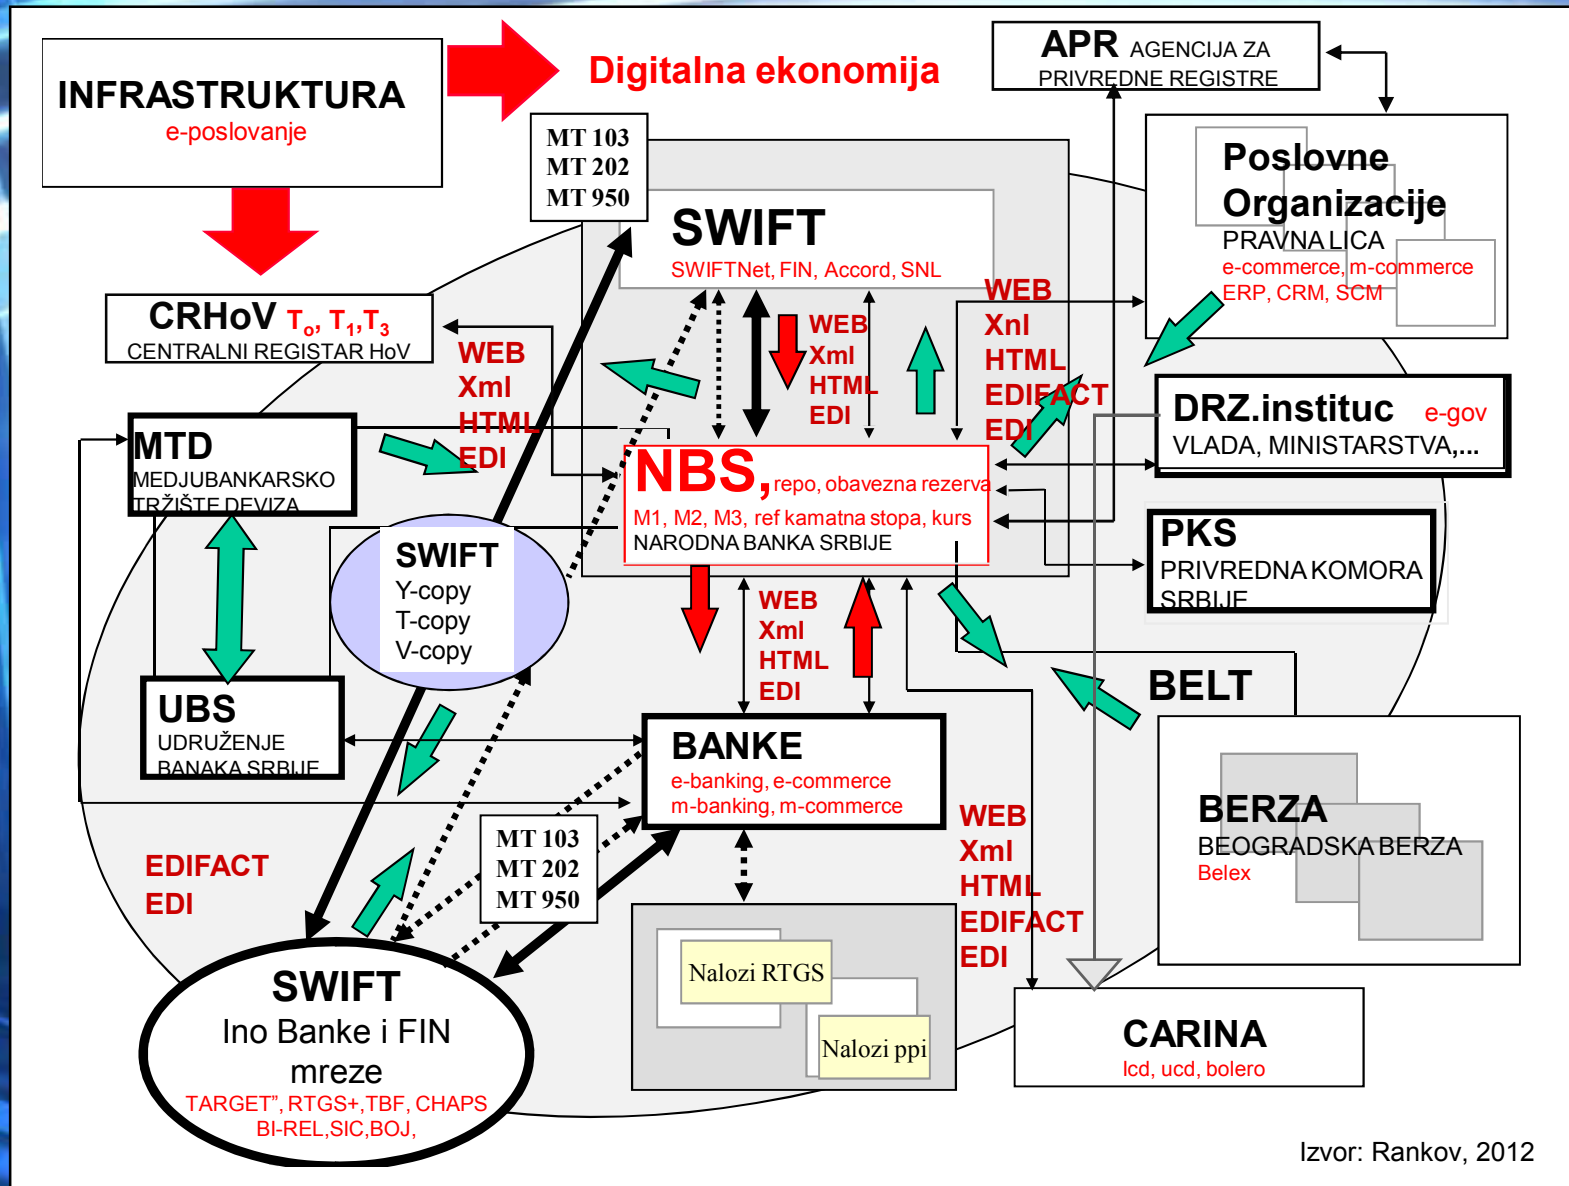 INFRASTRUKTURA
e-poslovanje
Digitalna ekonomija
APR AGENCIJA ZA
PRIVREDNE REGISTRE
MT 103
MT 202
MT 950
SWIFT
SWIFTNet, FIN, Accord, SNL
Poslovne
Organizacije
PRAVNA LICA
e-commerce, m-commerce
ERP, CRM, SCM
CRHoV To, T1,T3
CENTRALNI REGISTAR HoV
WEB
Xml
HTML
EDI
WEB
Xml
HTML
EDI
WEB
Xnl
HTML
EDIFACT
EDI
DRZ.instituc e-gov
VLADA, MINISTARSTVA,...
MTD
MEDJUBANKARSKO
TRŽIŠTE DEVIZA
NBS, repo, obavezna rezerva
M1, M2, M3, ref kamatna stopa, kurs
NARODNA BANKA SRBIJE
PKS
PRIVREDNA KOMORA
SRBIJE
SWIFT
Y-copy
T-copy
V-copy
WEB
Xml
HTML
EDI
UBS
UDRUŽENJE
BANAKA SRBIJE
BELT
BANKE
e-banking, e-commerce
m-banking, m-commerce
BERZA
BEOGRADSKA BERZA
Belex
MT 103
MT 202
MT 950
WEB
Xml
HTML
EDIFACT
EDI
EDIFACT
EDI
SWIFT
Ino Banke i FIN
mreze
TARGET”, RTGS+,TBF, CHAPS
BI-REL,SIC,BOJ,
Nalozi RTGS
Nalozi ppi
CARINA
lcd, ucd, bolero
Izvor: Rankov, 2012